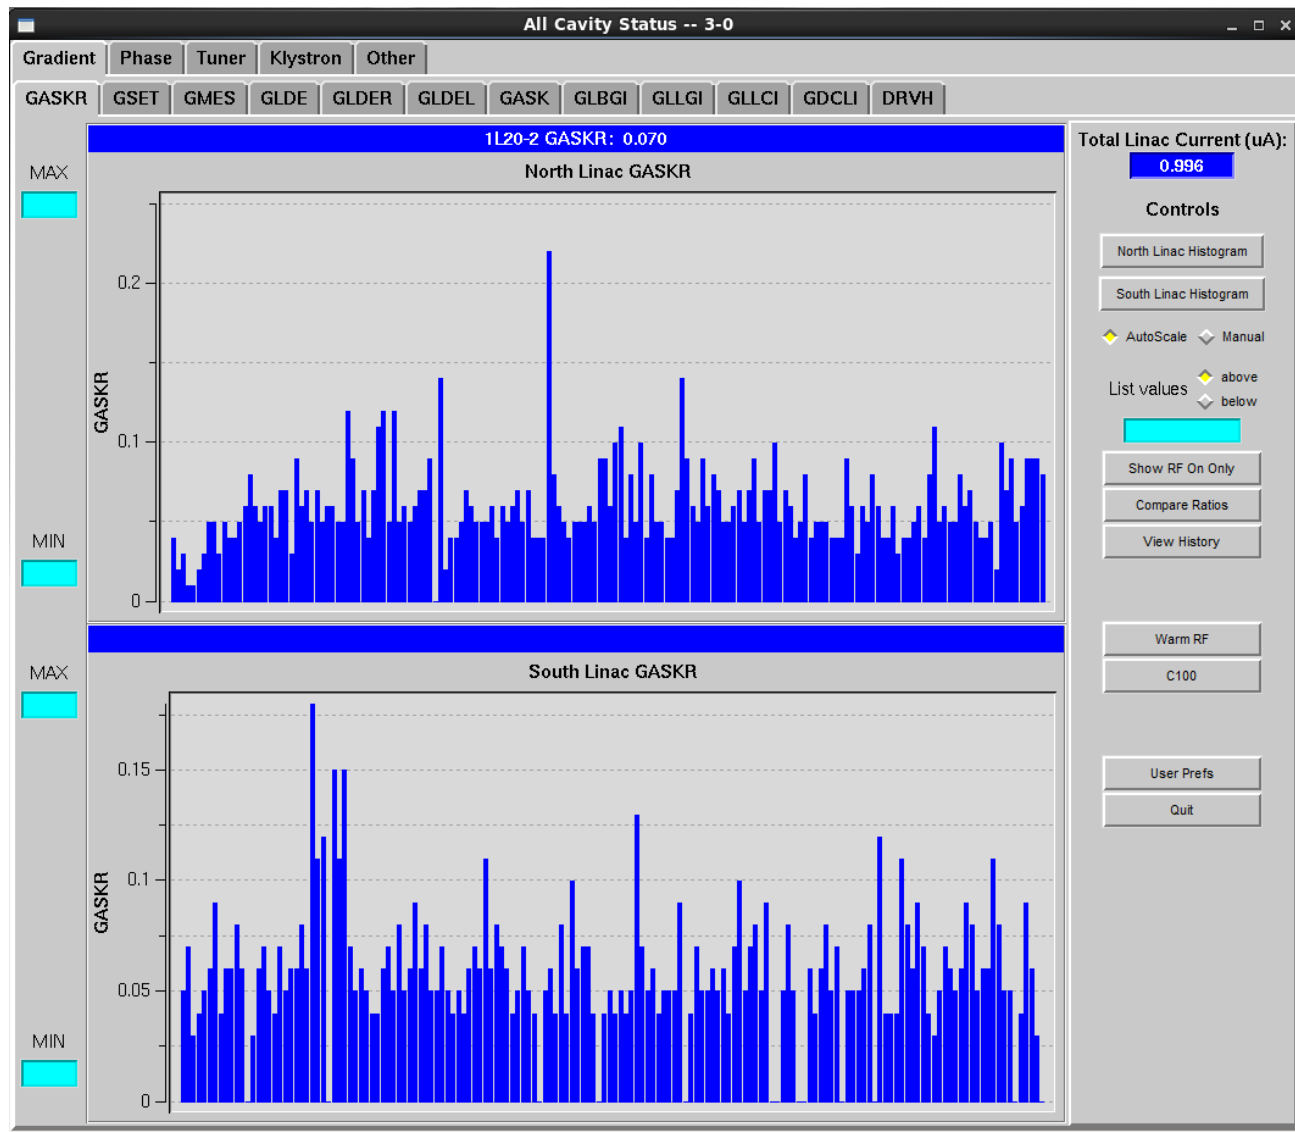 All Cavity Status -- 3-0
Gradient Phase Tuner Klystron Other
GASKR GSET GMES GLDE GLDER GLDEL GASK GLBGI GLLGI GLLCI GDCLI DRVH
MAX
MIN
1L20-2 GASKR: 0.070
North Linac GASKR
GASKR
0.2
0.1
0
MAX
MIN
South Linac GASKR
GASKR
0.15
0.1
0.05
0
Total Linac Current (uA):
0.996
Controls
North Linac Histogram
South Linac Histogram
AutoScale Manual
List values above
below
Show RF On Only
Compare Ratios
View History
Warm RF
C100
User Prefs
Quit